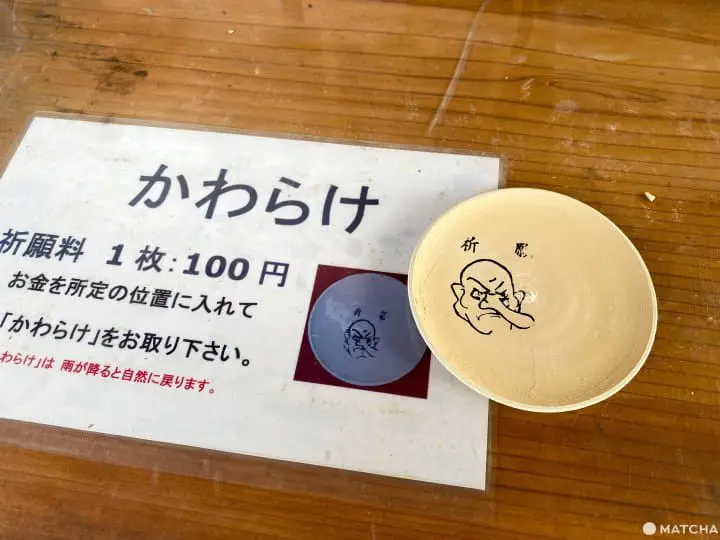 かわらけ
祈願料 1枚:100円
お金を所定の位置に入れて
「かわらけ」をお取り下さい。
わらけ」は 雨が降ると自然に戻ります。
祈願
祈願
MATCHA